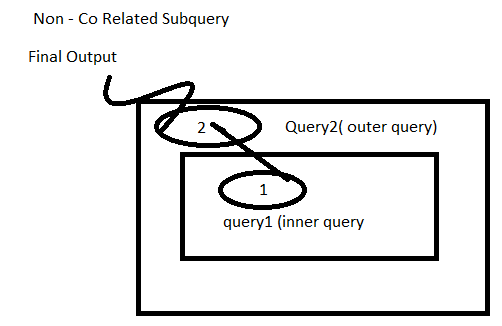 Non - Co Related Subquery
Final Output
2
Query2( outer query)
1
query1 (inner query